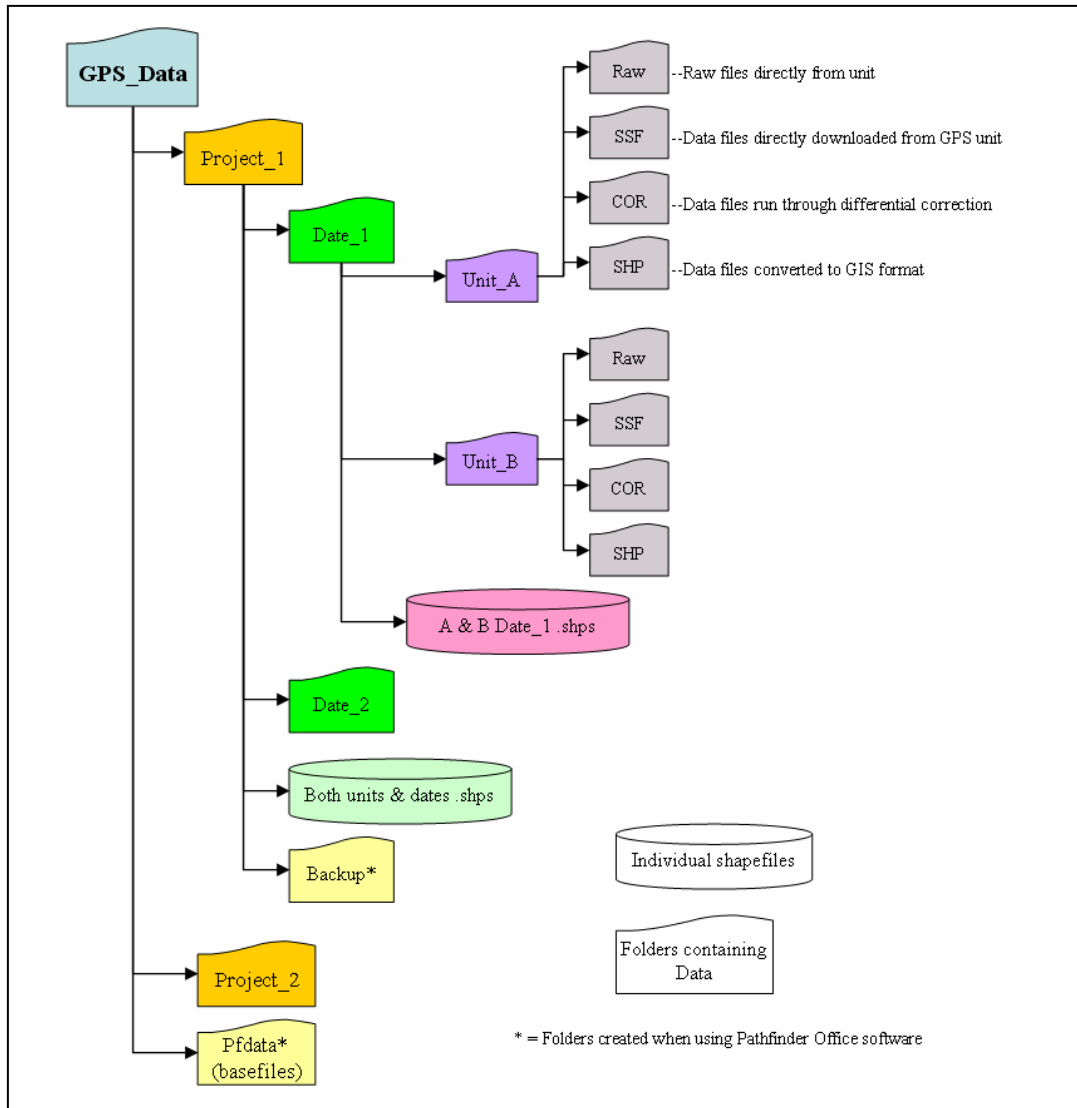 GPS_Data
Project_1
Date_1
Unit_A
Raw
--Raw files directly from unit
SSF
--Data files directly downloaded from GPS unit
COR
--Data files run through differential correction
SHP
--Data files converted to GIS format
Unit_B
Raw
SSF
COR
SHP
A & B Date_1 .shps
Date_2
Both units & dates .shps
Backup*
Project_2
Pfdata*
(basefiles)
Individual shapefiles
Folders containing
Data
* = Folders created when using Pathfinder Office software